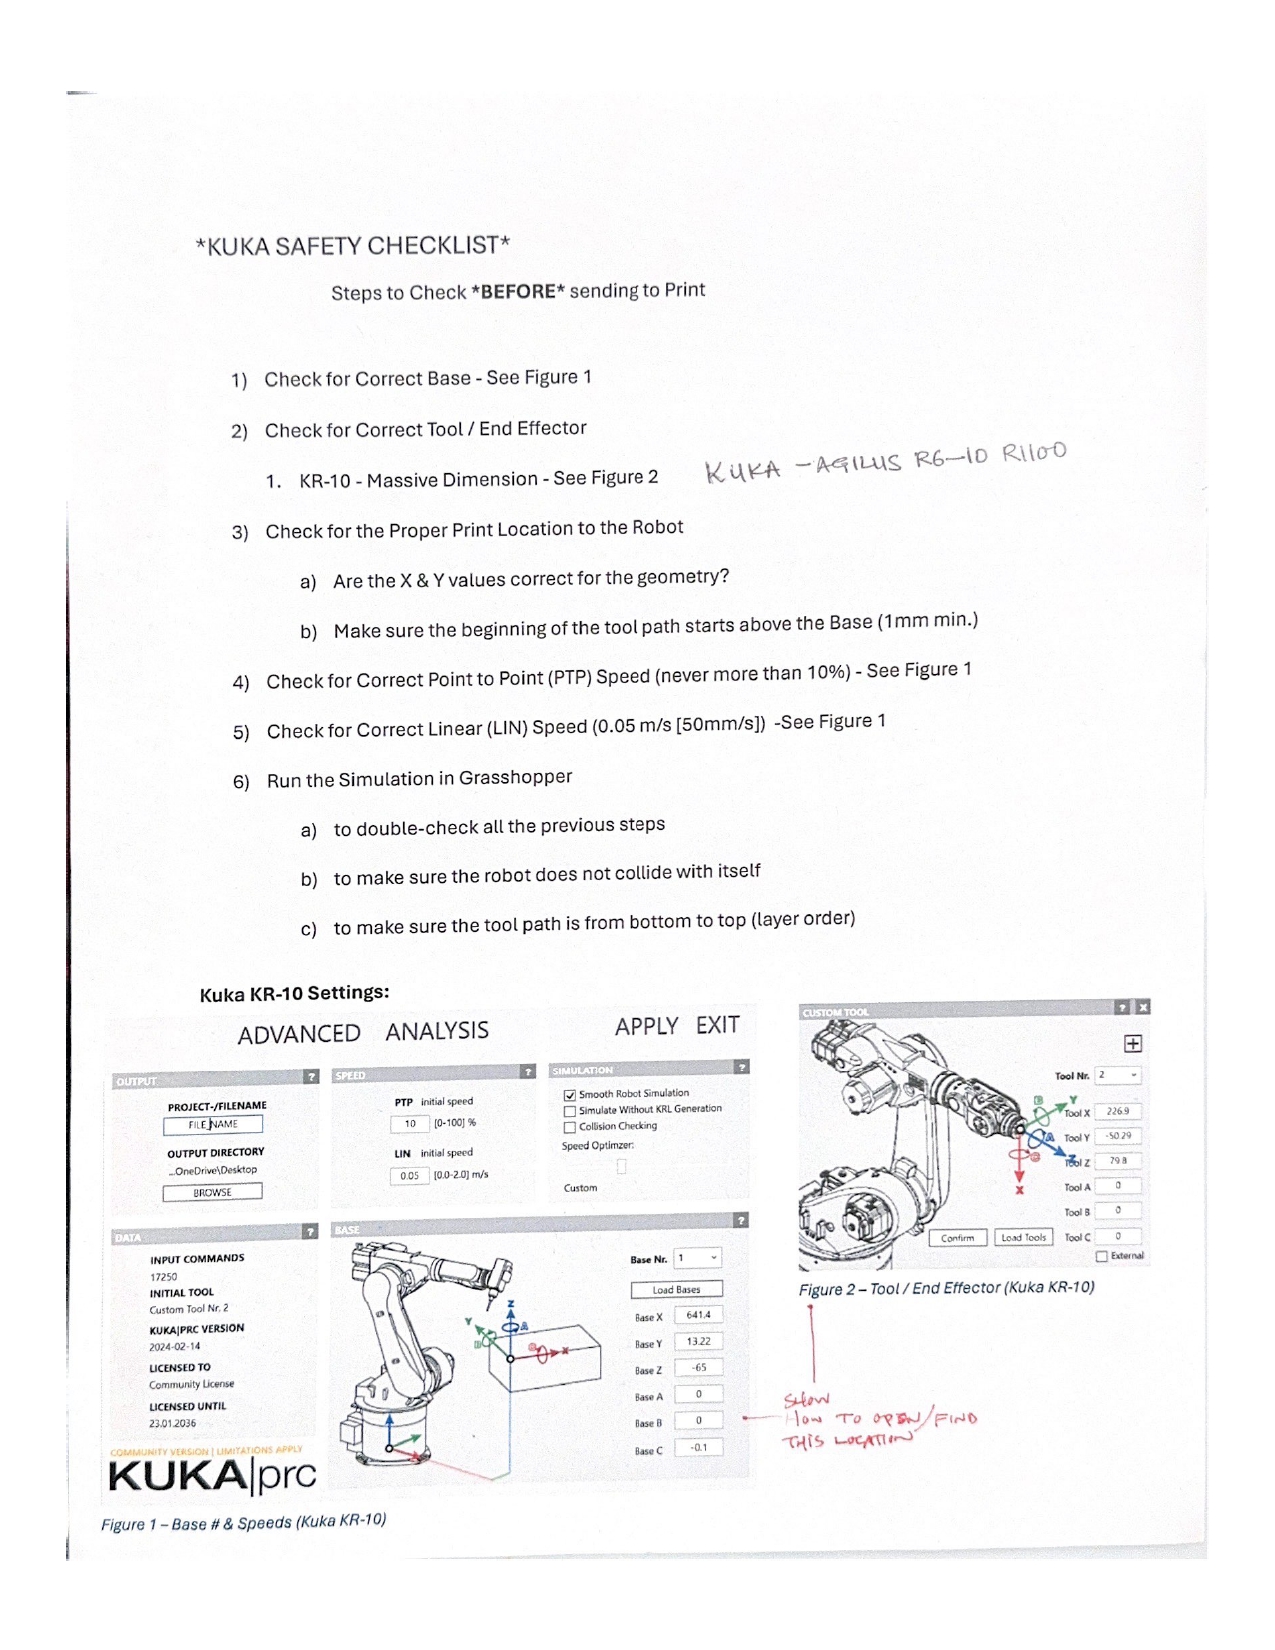 *KUKA SAFETY CHECKLIST*
Steps to Check *BEFORE* sending to Print
1) Check for Correct Base - See Figure 1
2) Check for Correct Tool / End Effector
1. KR-10 - Massive Dimension - See Figure 2
KUKA - AGILUS R6-10 R1100
3) Check for the Proper Print Location to the Robot
a) Are the X & Y values correct for the geometry?
b) Make sure the beginning of the tool path starts above the Base (1mm min.)
4) Check for Correct Point to Point (PTP) Speed (never more than 10%) - See Figure 1
5) Check for Correct Linear (LIN) Speed (0.05 m/s [50mm/s]) -See Figure 1
6) Run the Simulation in Grasshopper
a) to double-check all the previous steps
b) to make sure the robot does not collide with itself
c) to make sure the tool path is from bottom to top (layer order)
Kuka KR-10 Settings:
ADVANCED ANALYSIS APPLY EXIT
OUTPUT ?
PROJECT-/FILENAME
FILE NAME
OUTPUT DIRECTORY
...OneDrive\Desktop
BROWSE
SPEED ?
PTP initial speed
10 [0-100] %
LIN initial speed
0.05 [0.0-2.0] m/s
SIMULATION ?
Smooth Robot Simulation
Simulate Without KRL Generation
Collision Checking
Speed Optimzer:
Custom
DATA ?
INPUT COMMANDS
17250
INITIAL TOOL
Custom Tool Nr. 2
KUKA|PRC VERSION
2024-02-14
LICENSED TO
Community License
LICENSED UNTIL
23.01.2036
COMMUNITY VERSION | LIMITATIONS APPLY
KUKA|prc
BASE ?
Z
Y A
B C X
Base Nr. 1
Load Bases
Base X 641.4
Base Y 13.22
Base Z -65
Base A 0
Base B 0
Base C -0.1
Figure 1 – Base # & Speeds (Kuka KR-10)
CUSTOM TOOL ? X
+
Tool Nr. 2
B Y
A
Z
C
X
Tool X 226.9
Tool Y -50.29
Tool Z 79.8
Tool A 0
Tool B 0
Tool C 0
Confirm Load Tools
External
Figure 2 – Tool / End Effector (Kuka KR-10)
SHOW
HOW TO OPEN/FIND
THIS LOCATION